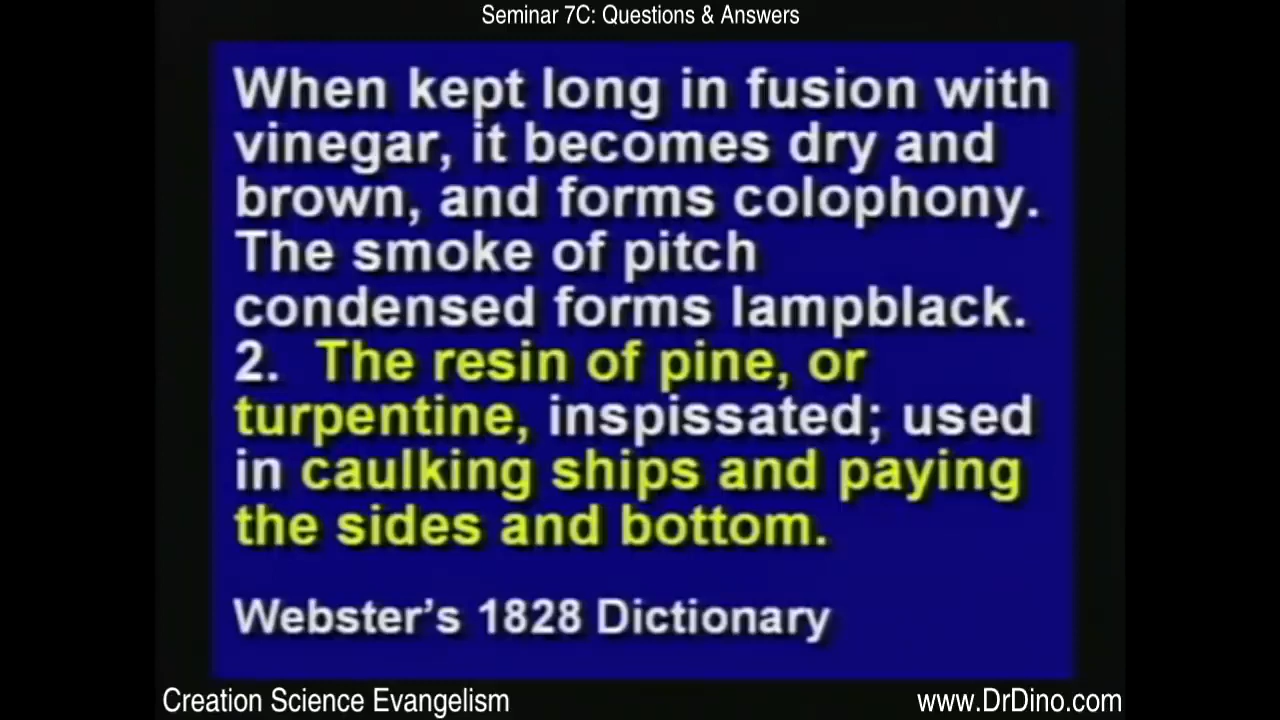 Seminar 7C: Questions & Answers
When kept long in fusion with
vinegar, it becomes dry and
brown, and forms colophony.
The smoke of pitch
condensed forms lampblack.
2. The resin of pine, or
turpentine, inspissated; used
in caulking ships and paying
the sides and bottom.
Webster's 1828 Dictionary
Creation Science Evangelism
www.DrDino.com